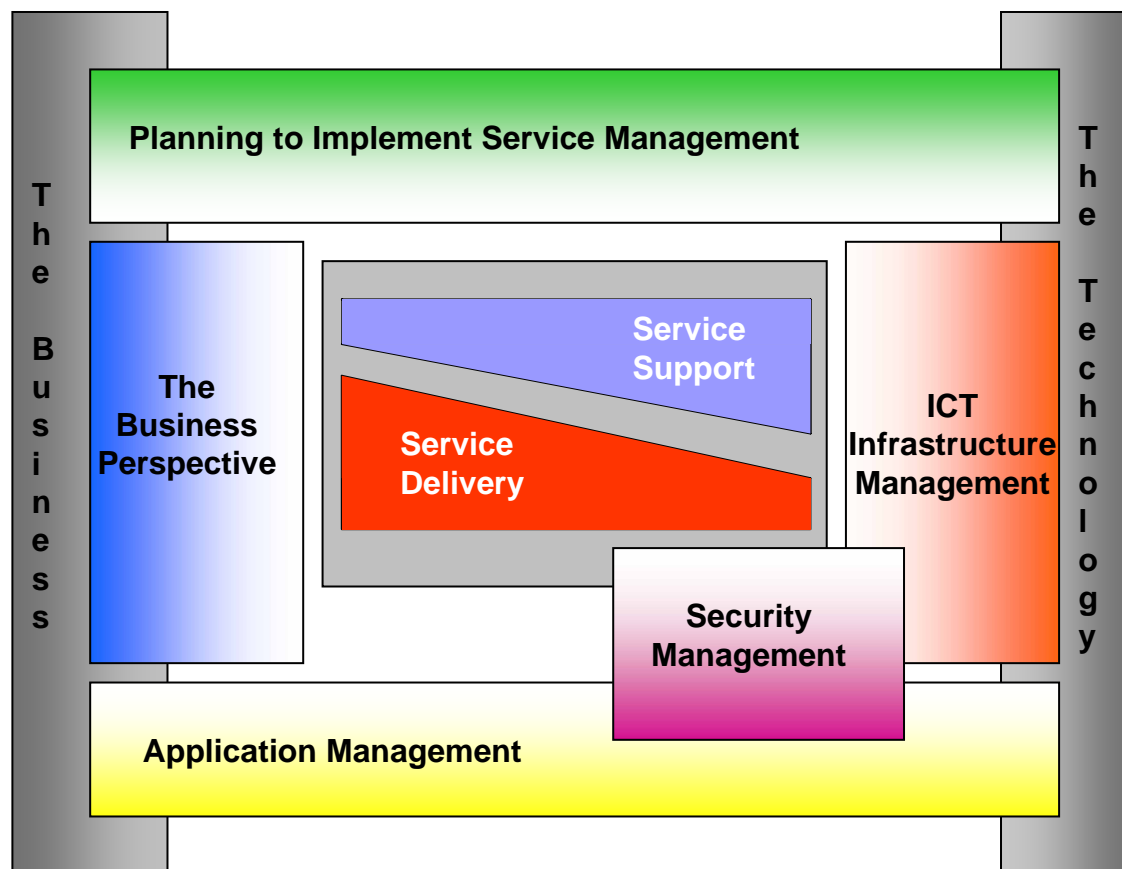 Planning to Implement Service Management
The Business
The Technology
The
Business
Perspective
Service
Support
Service
Delivery
ICT
Infrastructure
Management
Security
Management
Application Management